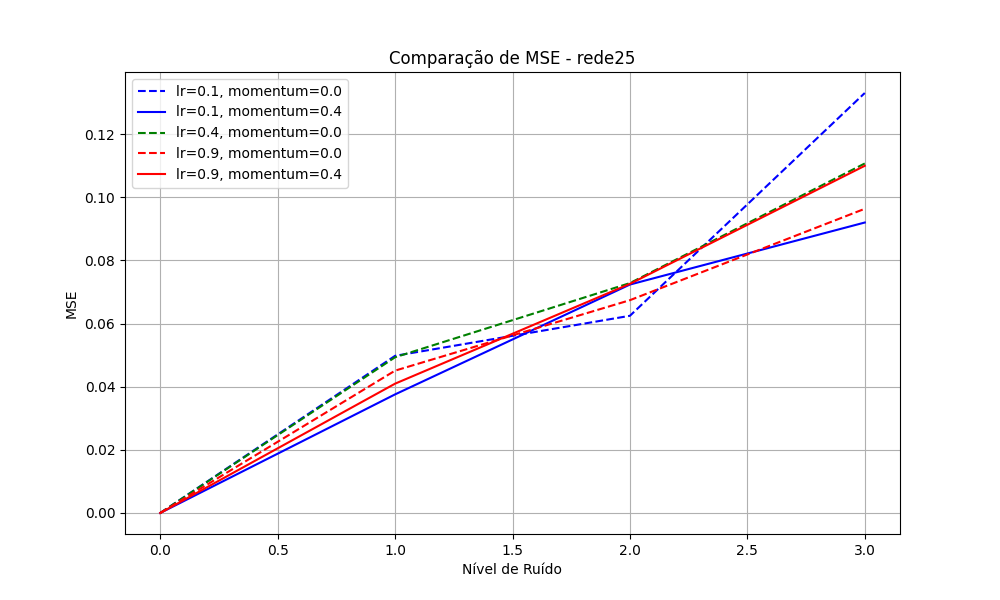 Comparação de MSE - rede25
lr=0.1, momentum=0.0
lr=0.1, momentum=0.4
lr=0.4, momentum=0.0
lr=0.9, momentum=0.0
lr=0.9, momentum=0.4
MSE
0.12
0.10
0.08
0.06
0.04
0.02
0.00
0.0 0.5 1.0 1.5 2.0 2.5 3.0
Nível de Ruído